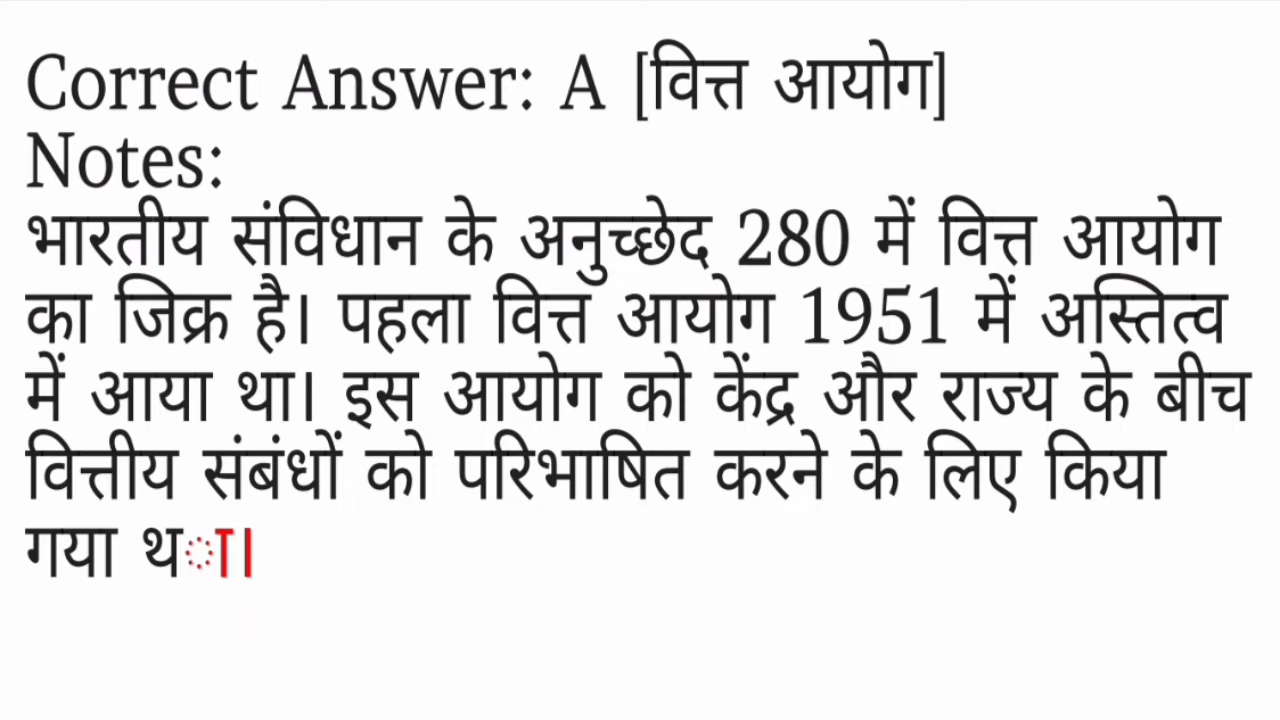 Correct Answer: A [वित्त आयोग]
Notes:
भारतीय संविधान के अनुच्छेद 280 में वित्त आयोग
का जिक्र है। पहला वित्त आयोग 1951 में अस्तित्व
में आया था। इस आयोग को केंद्र और राज्य के बीच
वित्तीय संबंधों को परिभाषित करने के लिए किया
गया था।